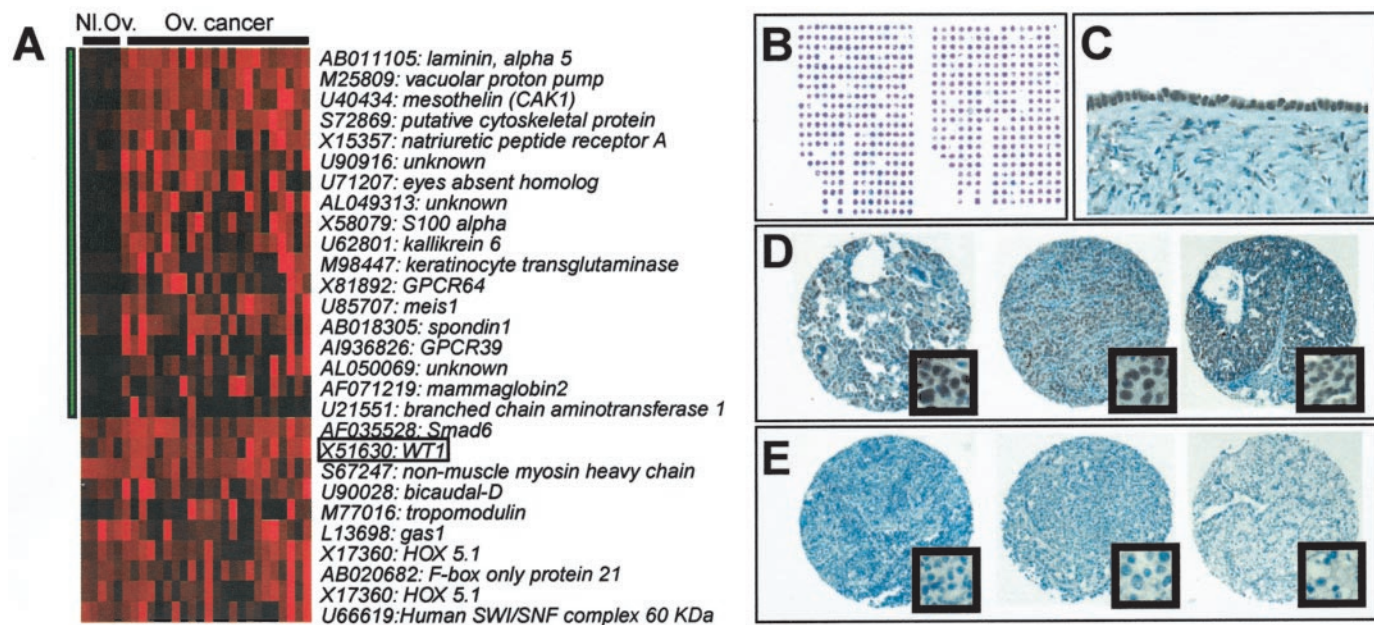 A
Nl.Ov.
Ov. cancer
AB011105: laminin, alpha 5
M25809: vacuolar proton pump
U40434: mesothelin (CAK1)
S72869: putative cytoskeletal protein
X15357: natriuretic peptide receptor A
U90916: unknown
U71207: eyes absent homolog
AL049313: unknown
X58079: S100 alpha
U62801: kallikrein 6
M98447: keratinocyte transglutaminase
X81892: GPCR64
U85707: meis1
AB018305: spondin1
AI936826: GPCR39
AL050069: unknown
AF071219: mammaglobin2
U21551: branched chain aminotransferase 1
AF035528: Smad6
X51630: WT1
S67247: non-muscle myosin heavy chain
U90028: bicaudal-D
M77016: tropomodulin
L13698: gas1
X17360: HOX 5.1
AB020682: F-box only protein 21
X17360: HOX 5.1
U66619:Human SWI/SNF complex 60 KDa
B
C
D
E